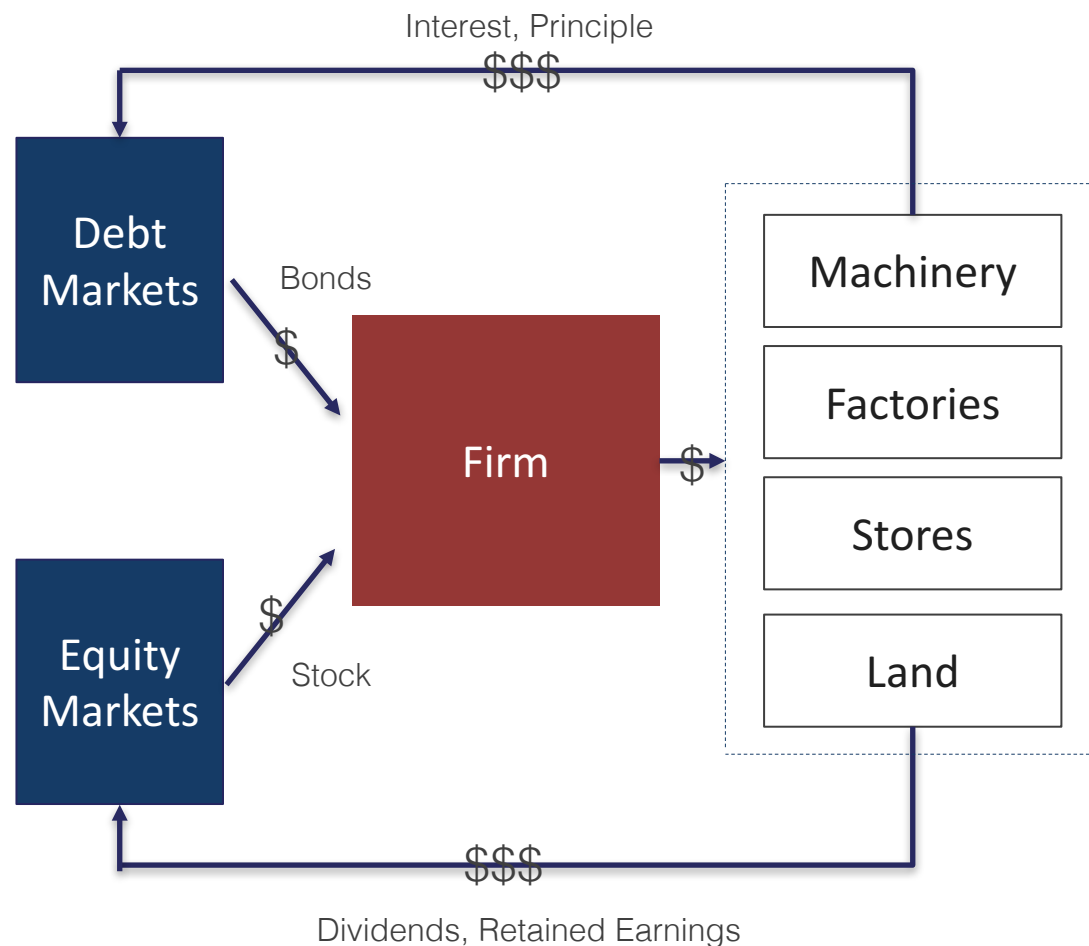 Interest, Principle
$$$
Debt
Markets
Bonds
$
Machinery
Factories
Firm
$
Stores
$
Equity
Markets
Stock
Land
$$$
Dividends, Retained Earnings